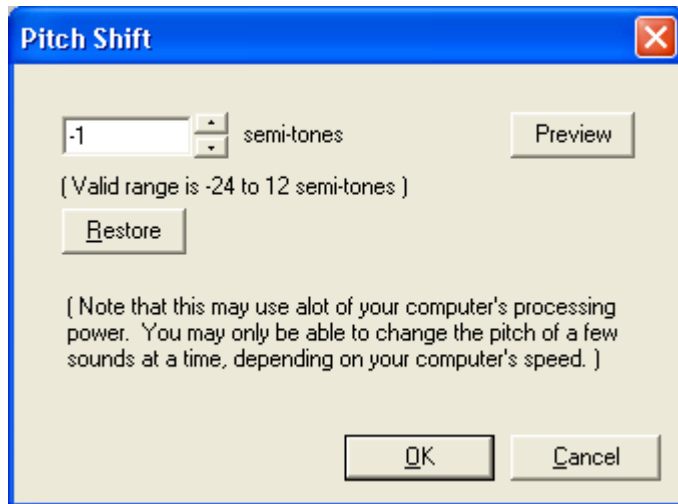 Pitch Shift
-1 semi-tones Preview
( Valid range is -24 to 12 semi-tones )
Restore
( Note that this may use alot of your computer's processing
power.  You may only be able to change the pitch of a few
sounds at a time, depending on your computer's speed. )
OK Cancel